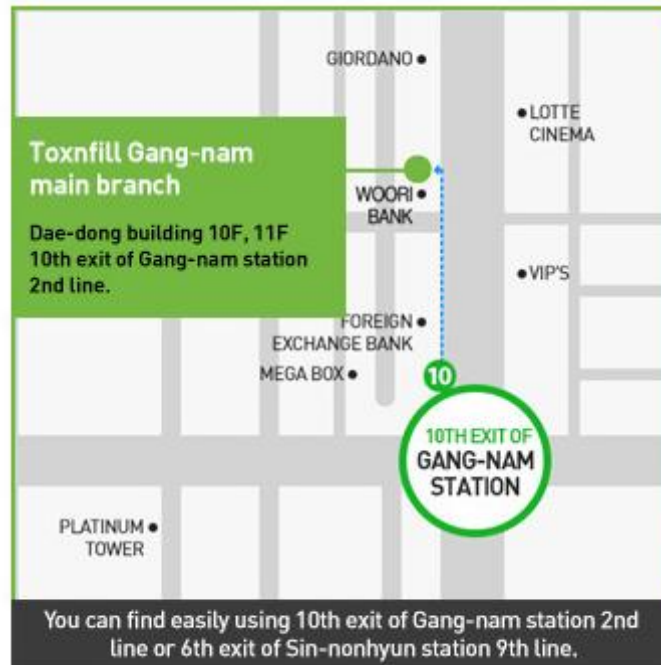 GIORDANO
LOTTE
CINEMA
Toxnfill Gang-nam
main branch
Dae-dong building 10F, 11F
10th exit of Gang-nam station
2nd line.
WOORI
BANK
VIP'S
FOREIGN
EXCHANGE BANK
MEGA BOX
10
10TH EXIT OF
GANG-NAM
STATION
PLATINUM
TOWER
You can find easily using 10th exit of Gang-nam station 2nd
line or 6th exit of Sin-nonhyun station 9th line.